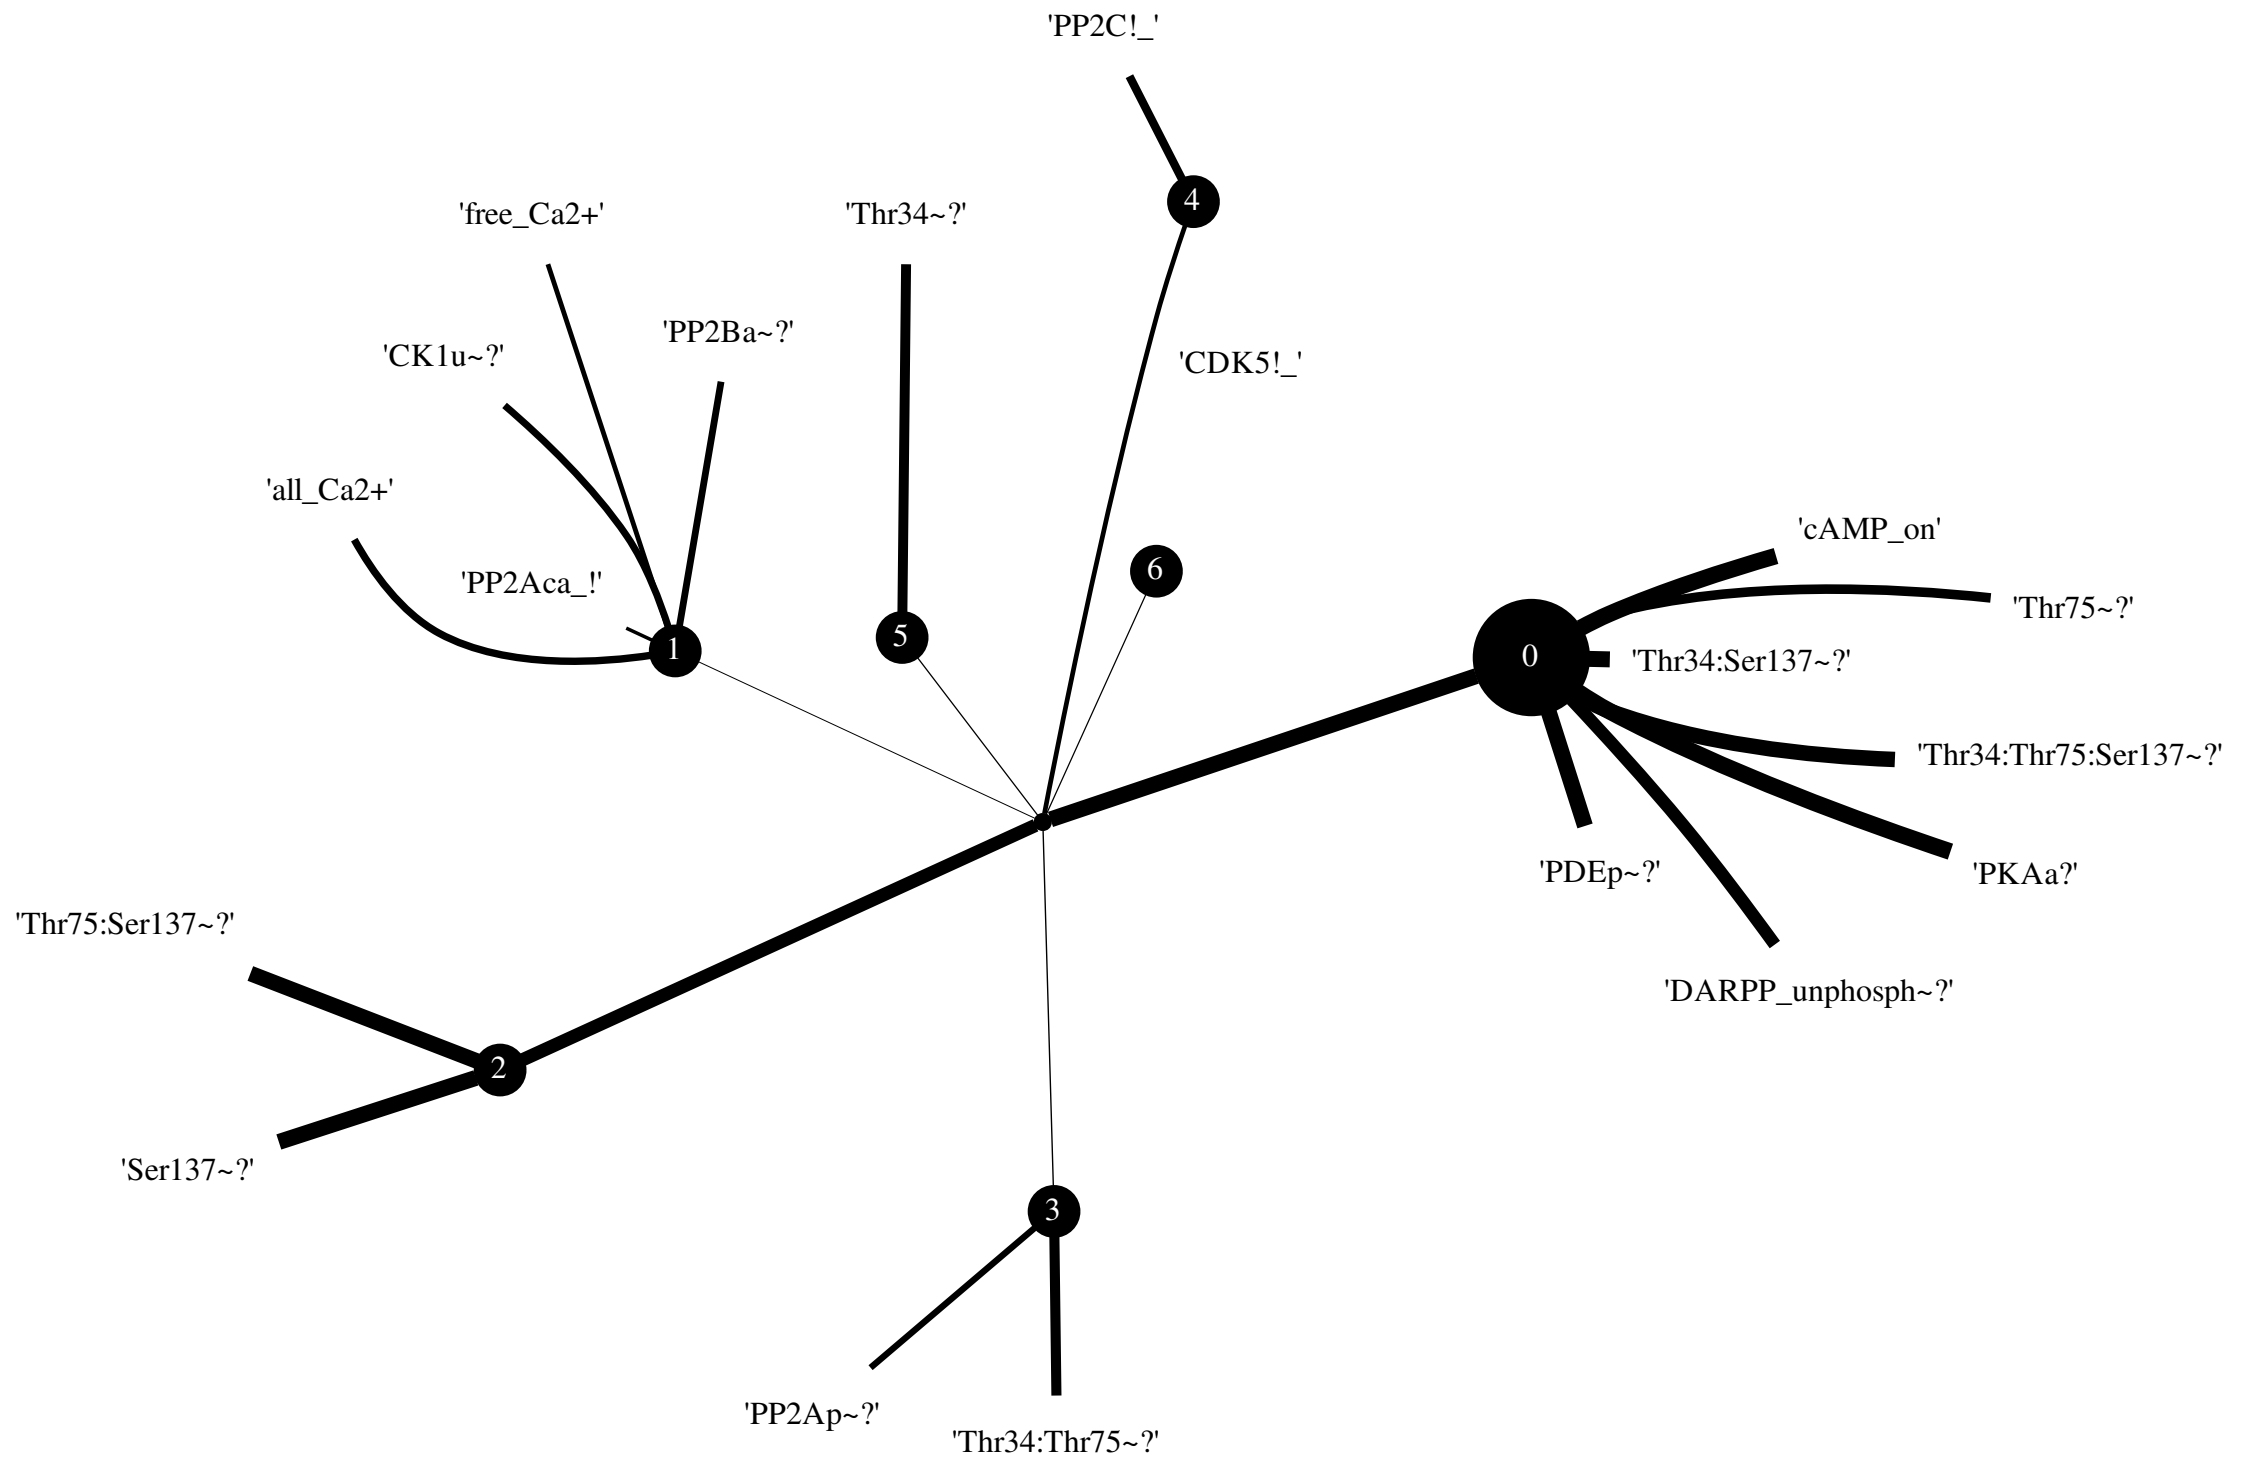 'PP2C!_'
4
'free_Ca2+'
'Thr34~?'
'PP2Ba~?'
'CK1u~?'
'CDK5!_'
'all_Ca2+'
'cAMP_on'
6
'PP2Aca_!'
'Thr75~?'
5
1
0
'Thr34:Ser137~?'
'Thr34:Thr75:Ser137~?'
'PDEp~?'
'PKAa?'
'Thr75:Ser137~?'
'DARPP_unphosph~?'
2
'Ser137~?'
3
'PP2Ap~?'
'Thr34:Thr75~?'